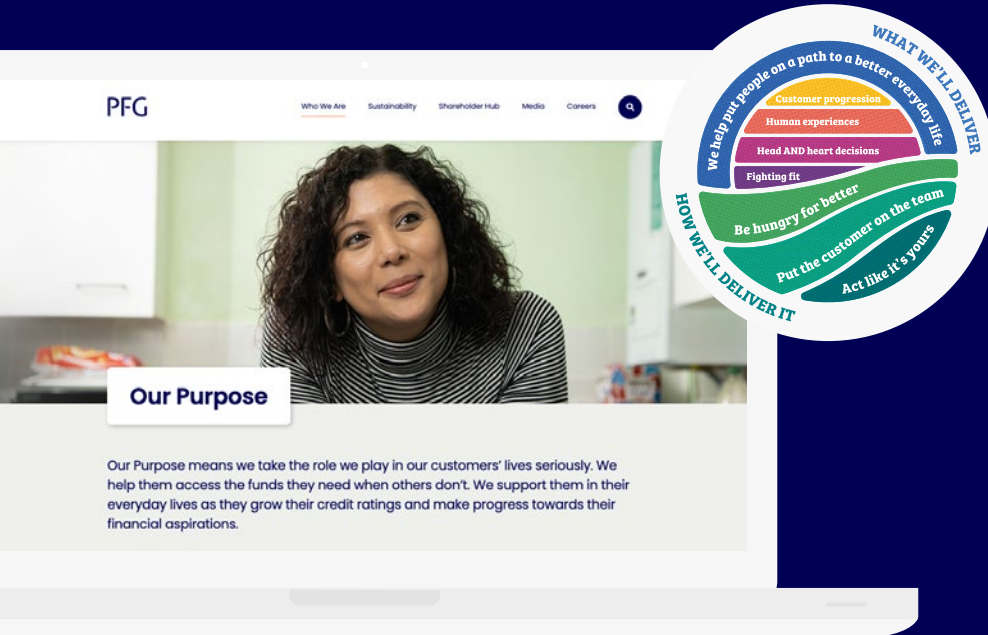 PFG
Who We Are
Sustainability
Shareholder Hub
Media
Careers
Our Purpose
Our Purpose means we take the role we play in our customers’ lives seriously. We
help them access the funds they need when others don’t. We support them in their
everyday lives as they grow their credit ratings and make progress towards their
financial aspirations.
WHAT WE’LL DELIVER
We help put people on a path to a better everyday life
Customer progression
Human experiences
Head AND heart decisions
Fighting fit
Be hungry for better
Put the customer on the team
Act like it’s yours
HOW WE’LL DELIVER IT